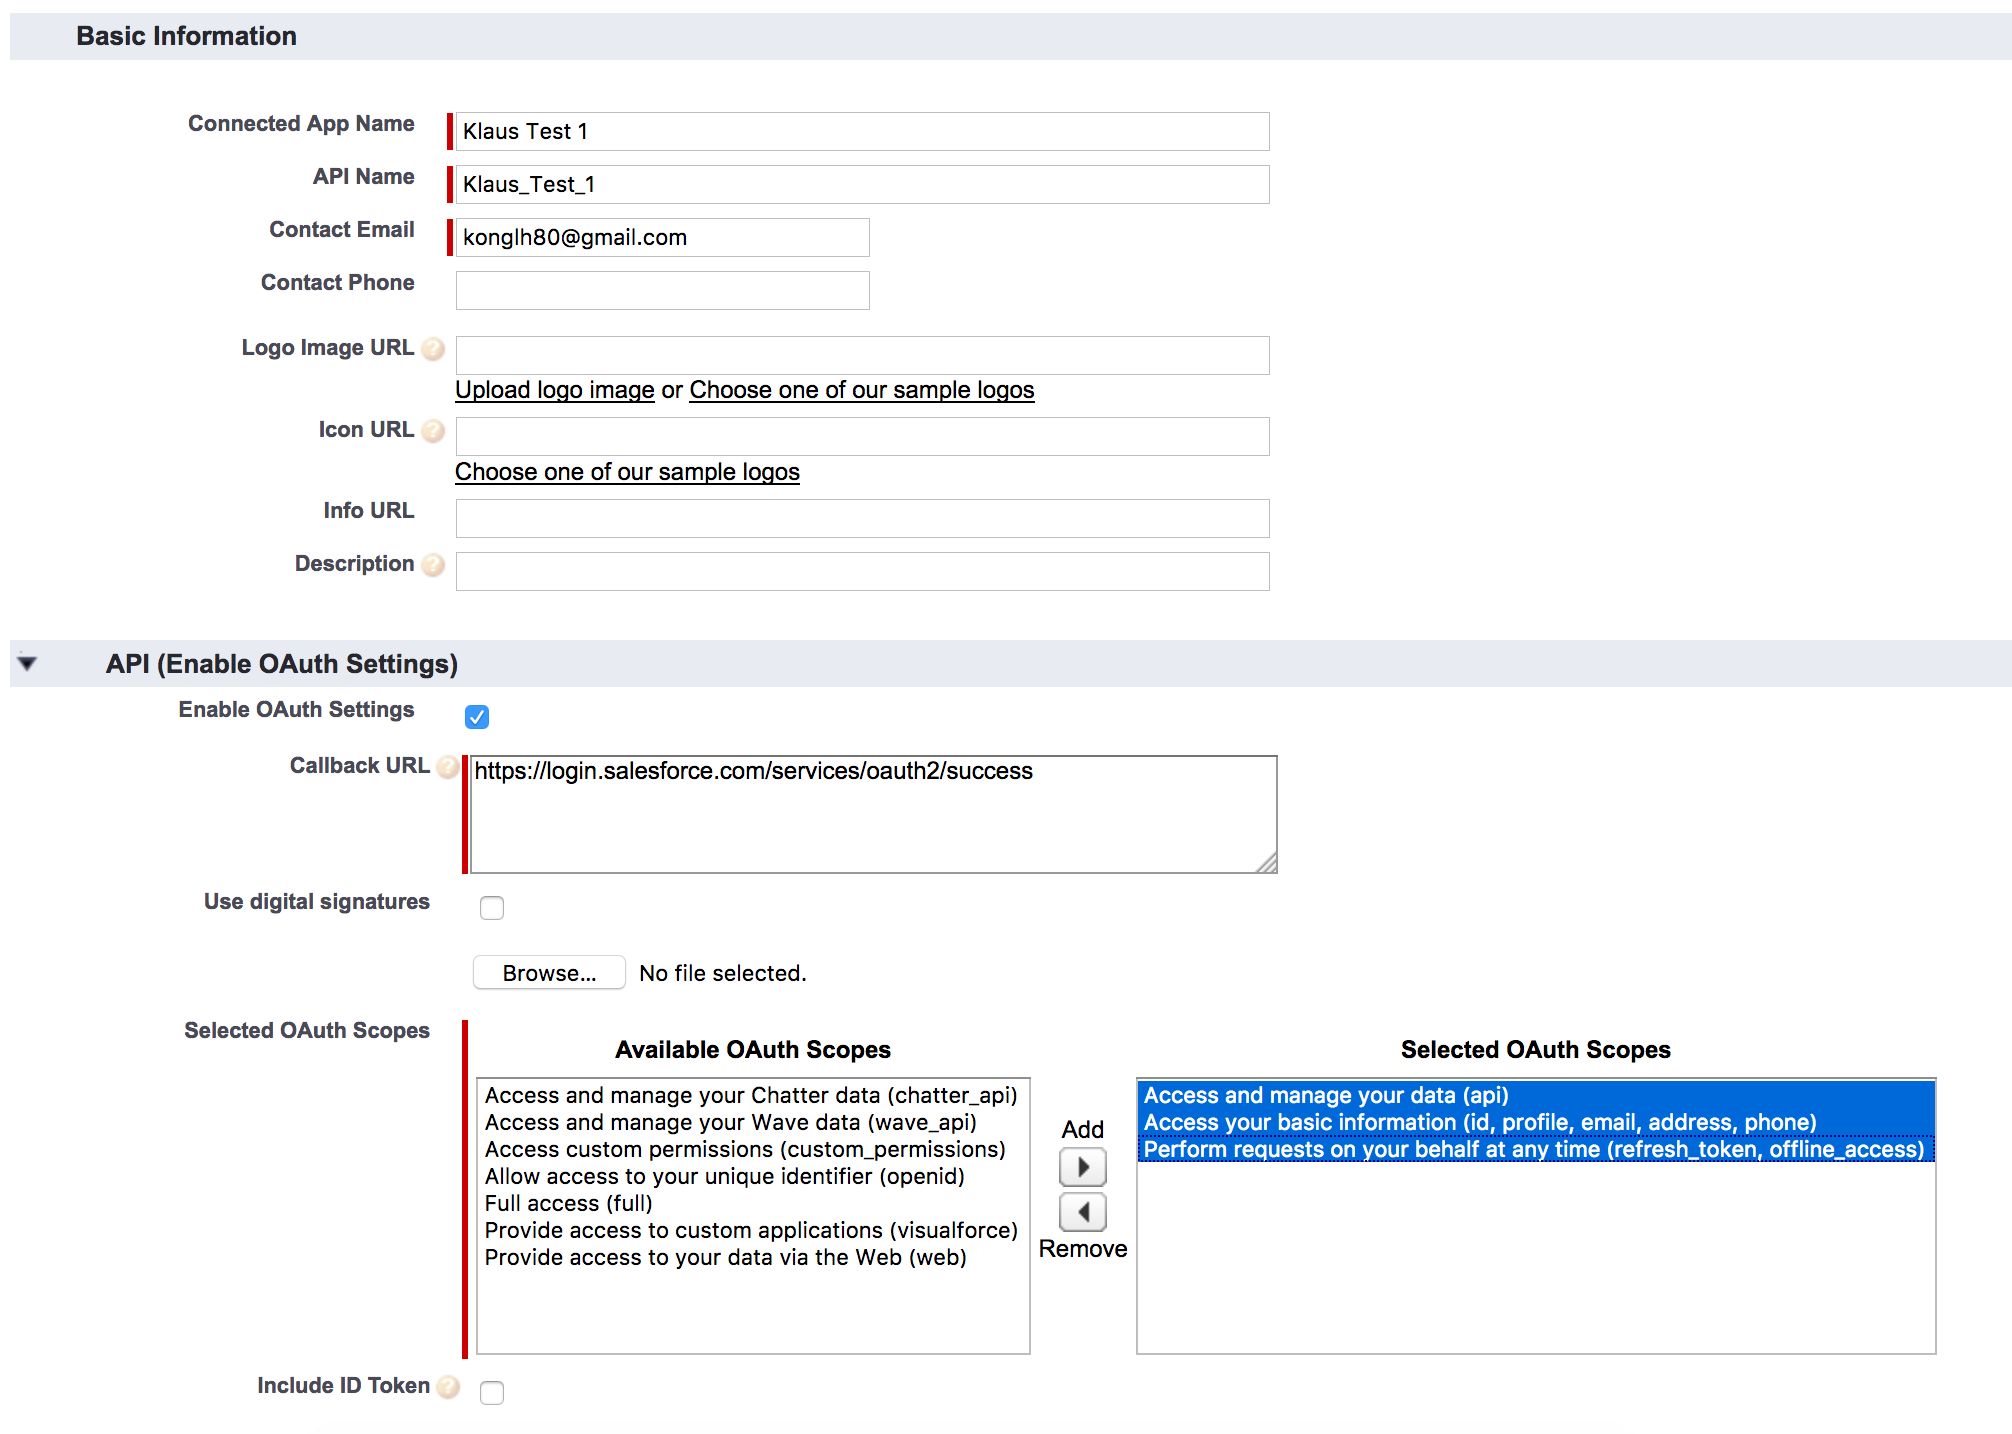 Basic Information
Connected App Name
Klaus Test 1
API Name
Klaus_Test_1
Contact Email
konglh80@gmail.com
Contact Phone
Logo Image URL ?
Upload logo image or Choose one of our sample logos
Icon URL ?
Choose one of our sample logos
Info URL
Description ?
API (Enable OAuth Settings)
Enable OAuth Settings
Callback URL ?
https://login.salesforce.com/services/oauth2/success
Use digital signatures
Browse... No file selected.
Selected OAuth Scopes
Available OAuth Scopes
Access and manage your Chatter data (chatter_api)
Access and manage your Wave data (wave_api)
Access custom permissions (custom_permissions)
Allow access to your unique identifier (openid)
Full access (full)
Provide access to custom applications (visualforce)
Provide access to your data via the Web (web)
Add
Remove
Selected OAuth Scopes
Access and manage your data (api)
Access your basic information (id, profile, email, address, phone)
Perform requests on your behalf at any time (refresh_token, offline_access)
Include ID Token ?